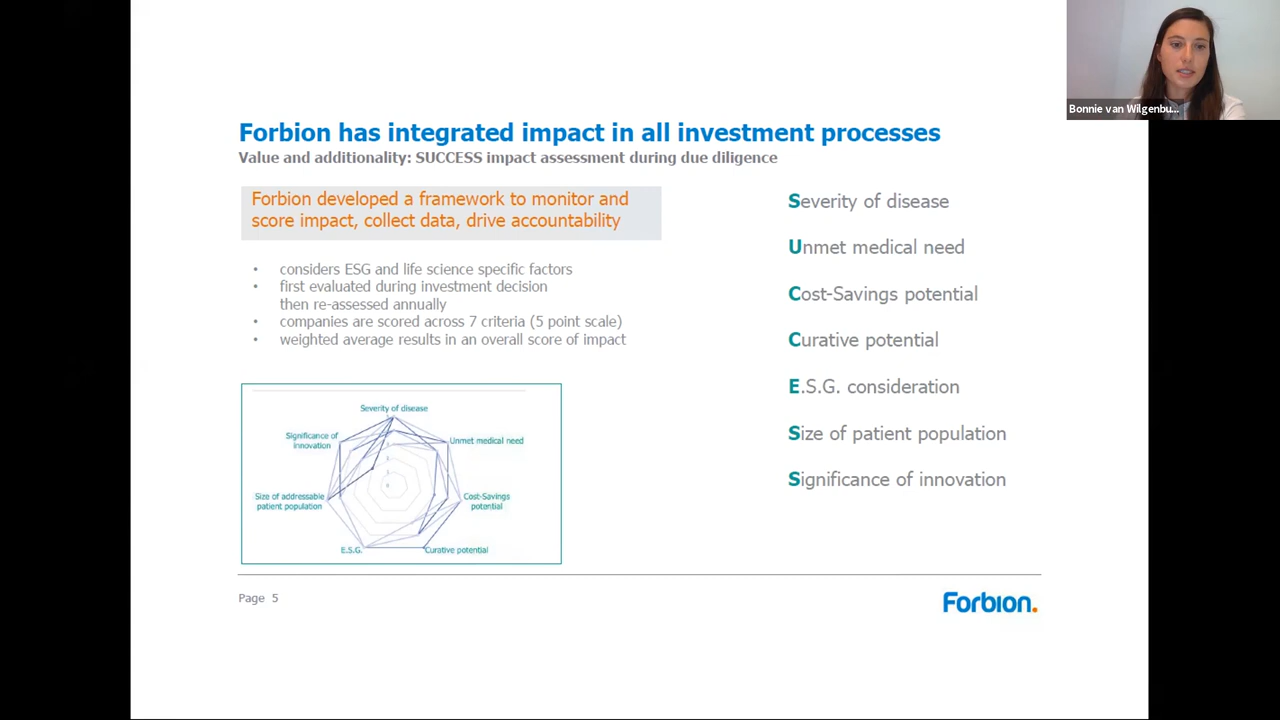 Bonnie van Wilgenbu...
Forbion has integrated impact in all investment processes
Value and additionality: SUCCESS impact assessment during due diligence
Forbion developed a framework to monitor and
score impact, collect data, drive accountability
• considers ESG and life science specific factors
• first evaluated during investment decision
then re-assessed annually
• companies are scored across 7 criteria (5 point scale)
• weighted average results in an overall score of impact
Severity of disease
Unmet medical need
Cost-Savings potential
Curative potential
E.S.G. consideration
Size of patient population
Significance of innovation
Severity of disease
Unmet medical need
Cost-Savings
potential
Curative potential
E.S.G.
Size of addressable
patient population
Significance of
innovation
Page 5
Forbion.